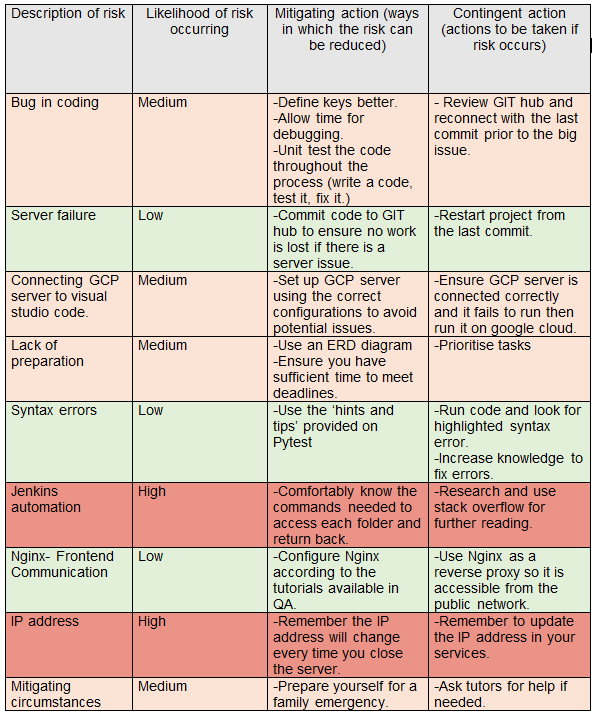 Description of risk
Likelihood of risk
occurring
Mitigating action (ways
in which the risk can
be reduced)
Contingent action
(actions to be taken if
risk occurs)
Bug in coding
Medium
-Define keys better.
-Allow time for
debugging.
-Unit test the code
throughout the
process (write a code,
test it, fix it.)
- Review GIT hub and
reconnect with the last
commit prior to the big
issue.
Server failure
Low
-Commit code to GIT
hub to ensure no work
is lost if there is a
server issue.
-Restart project from
the last commit.
Connecting GCP
server to visual
studio code.
Medium
-Set up GCP server
using the correct
configurations to avoid
potential issues.
-Ensure GCP server is
connected correctly
and it fails to run then
run it on google cloud.
Lack of
preparation
Medium
-Use an ERD diagram
-Ensure you have
sufficient time to meet
deadlines.
-Prioritise tasks
Syntax errors
Low
-Use the ‘hints and
tips’ provided on
Pytest
-Run code and look for
highlighted syntax
error.
-Increase knowledge to
fix errors.
Jenkins
automation
High
-Comfortably know the
commands needed to
access each folder and
return back.
-Research and use
stack overflow for
further reading.
Nginx- Frontend
Communication
Low
-Configure Nginx
according to the
tutorials available in
QA.
-Use Nginx as a
reverse proxy so it is
accessible from the
public network.
IP address
High
-Remember the IP
address will change
every time you close
the server.
-Remember to update
the IP address in your
services.
Mitigating
circumstances
Medium
-Prepare yourself for a
family emergency.
-Ask tutors for help if
needed.